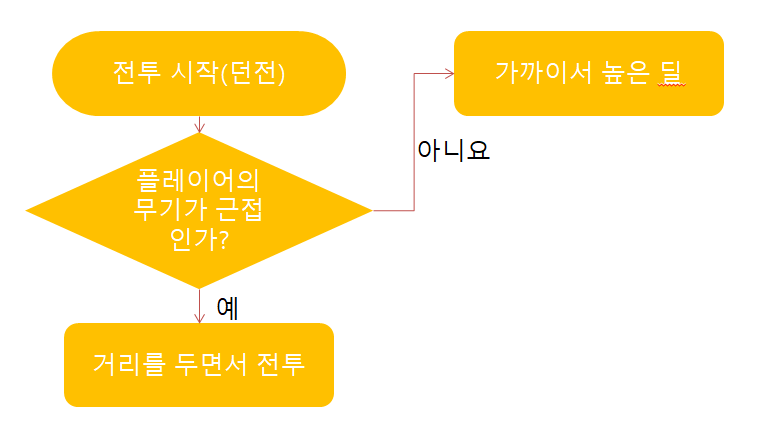 전투 시작(던전)
가까이서 높은 딜
아니요
플레이어의
무기가 근접
인가?
예
거리를 두면서 전투